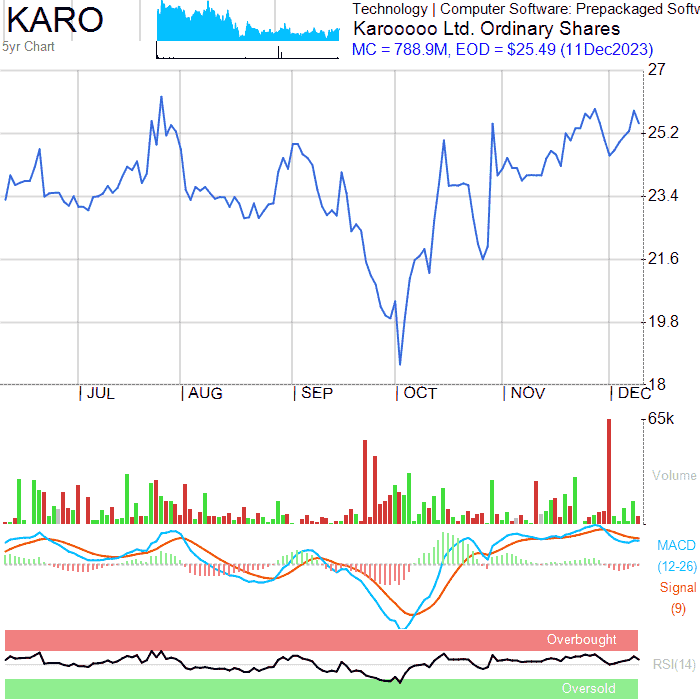 KARO
5yr Chart
Technology | Computer Software: Prepackaged Softw
Karooooo Ltd. Ordinary Shares
MC = 788.9M, EOD = $25.49 (11Dec2023)
27
25.2
23.4
21.6
19.8
18
JUL AUG SEP OCT NOV DEC
65k
Volume
MACD
(12-26)
Signal
(9)
Overbought
RSI(14)
Oversold